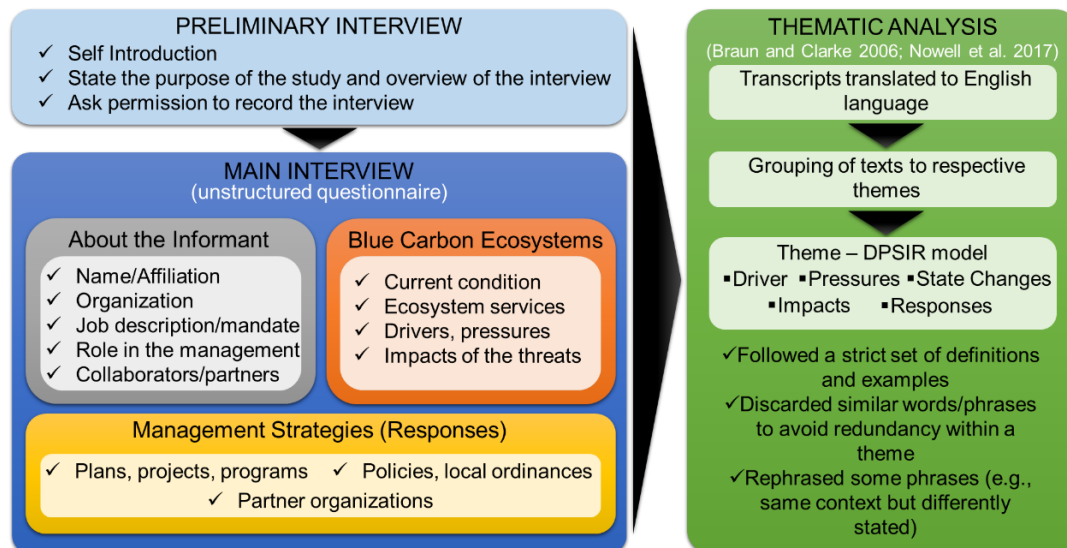 PRELIMINARY INTERVIEW
✓ Self Introduction
✓ State the purpose of the study and overview of the interview
✓ Ask permission to record the interview
MAIN INTERVIEW
(unstructured questionnaire)
About the Informant
✓ Name/Affiliation
✓ Organization
✓ Job description/mandate
✓ Role in the management
✓ Collaborators/partners
Blue Carbon Ecosystems
✓ Current condition
✓ Ecosystem services
✓ Drivers, pressures
✓ Impacts of the threats
Management Strategies (Responses)
✓ Plans, projects, programs ✓ Policies, local ordinances
✓ Partner organizations
THEMATIC ANALYSIS
(Braun and Clarke 2006; Nowell et al. 2017)
Transcripts translated to English
language
Grouping of texts to respective
themes
Theme – DPSIR model
▪Driver ▪Pressures ▪State Changes
▪Impacts ▪Responses
✓Followed a strict set of definitions
and examples
✓Discarded similar words/phrases
to avoid redundancy within a
theme
✓Rephrased some phrases (e.g.,
same context but differently
stated)